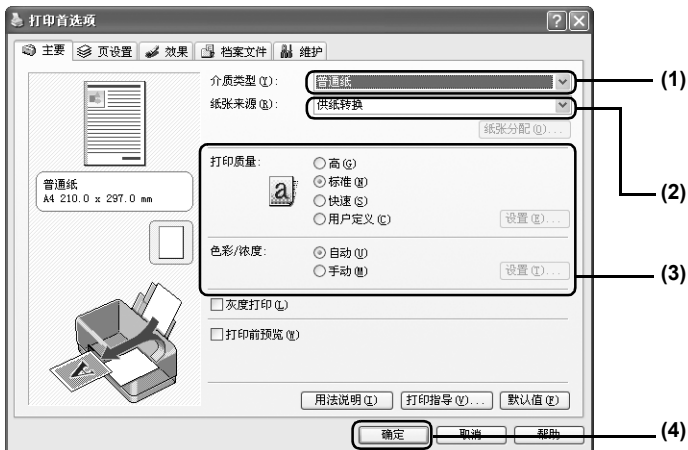 打印首选项
主要 页设置 效果 档案文件 维护
介质类型(Y): 普通纸 (1)
纸张来源(R): 供纸转换
纸张分配(O)...
(2)
打印质量: 高(G)
标准(N)
快速(S)
用户定义(C) 设置(E)...
a
普通纸
A4 210.0 x 297.0 mm
色彩/浓度: 自动(U)
手动(M) 设置(T)... (3)
灰度打印(L)
打印前预览(W)
A
用法说明(I) 打印指导(V)... 默认值(F)
确定 取消 帮助 (4)